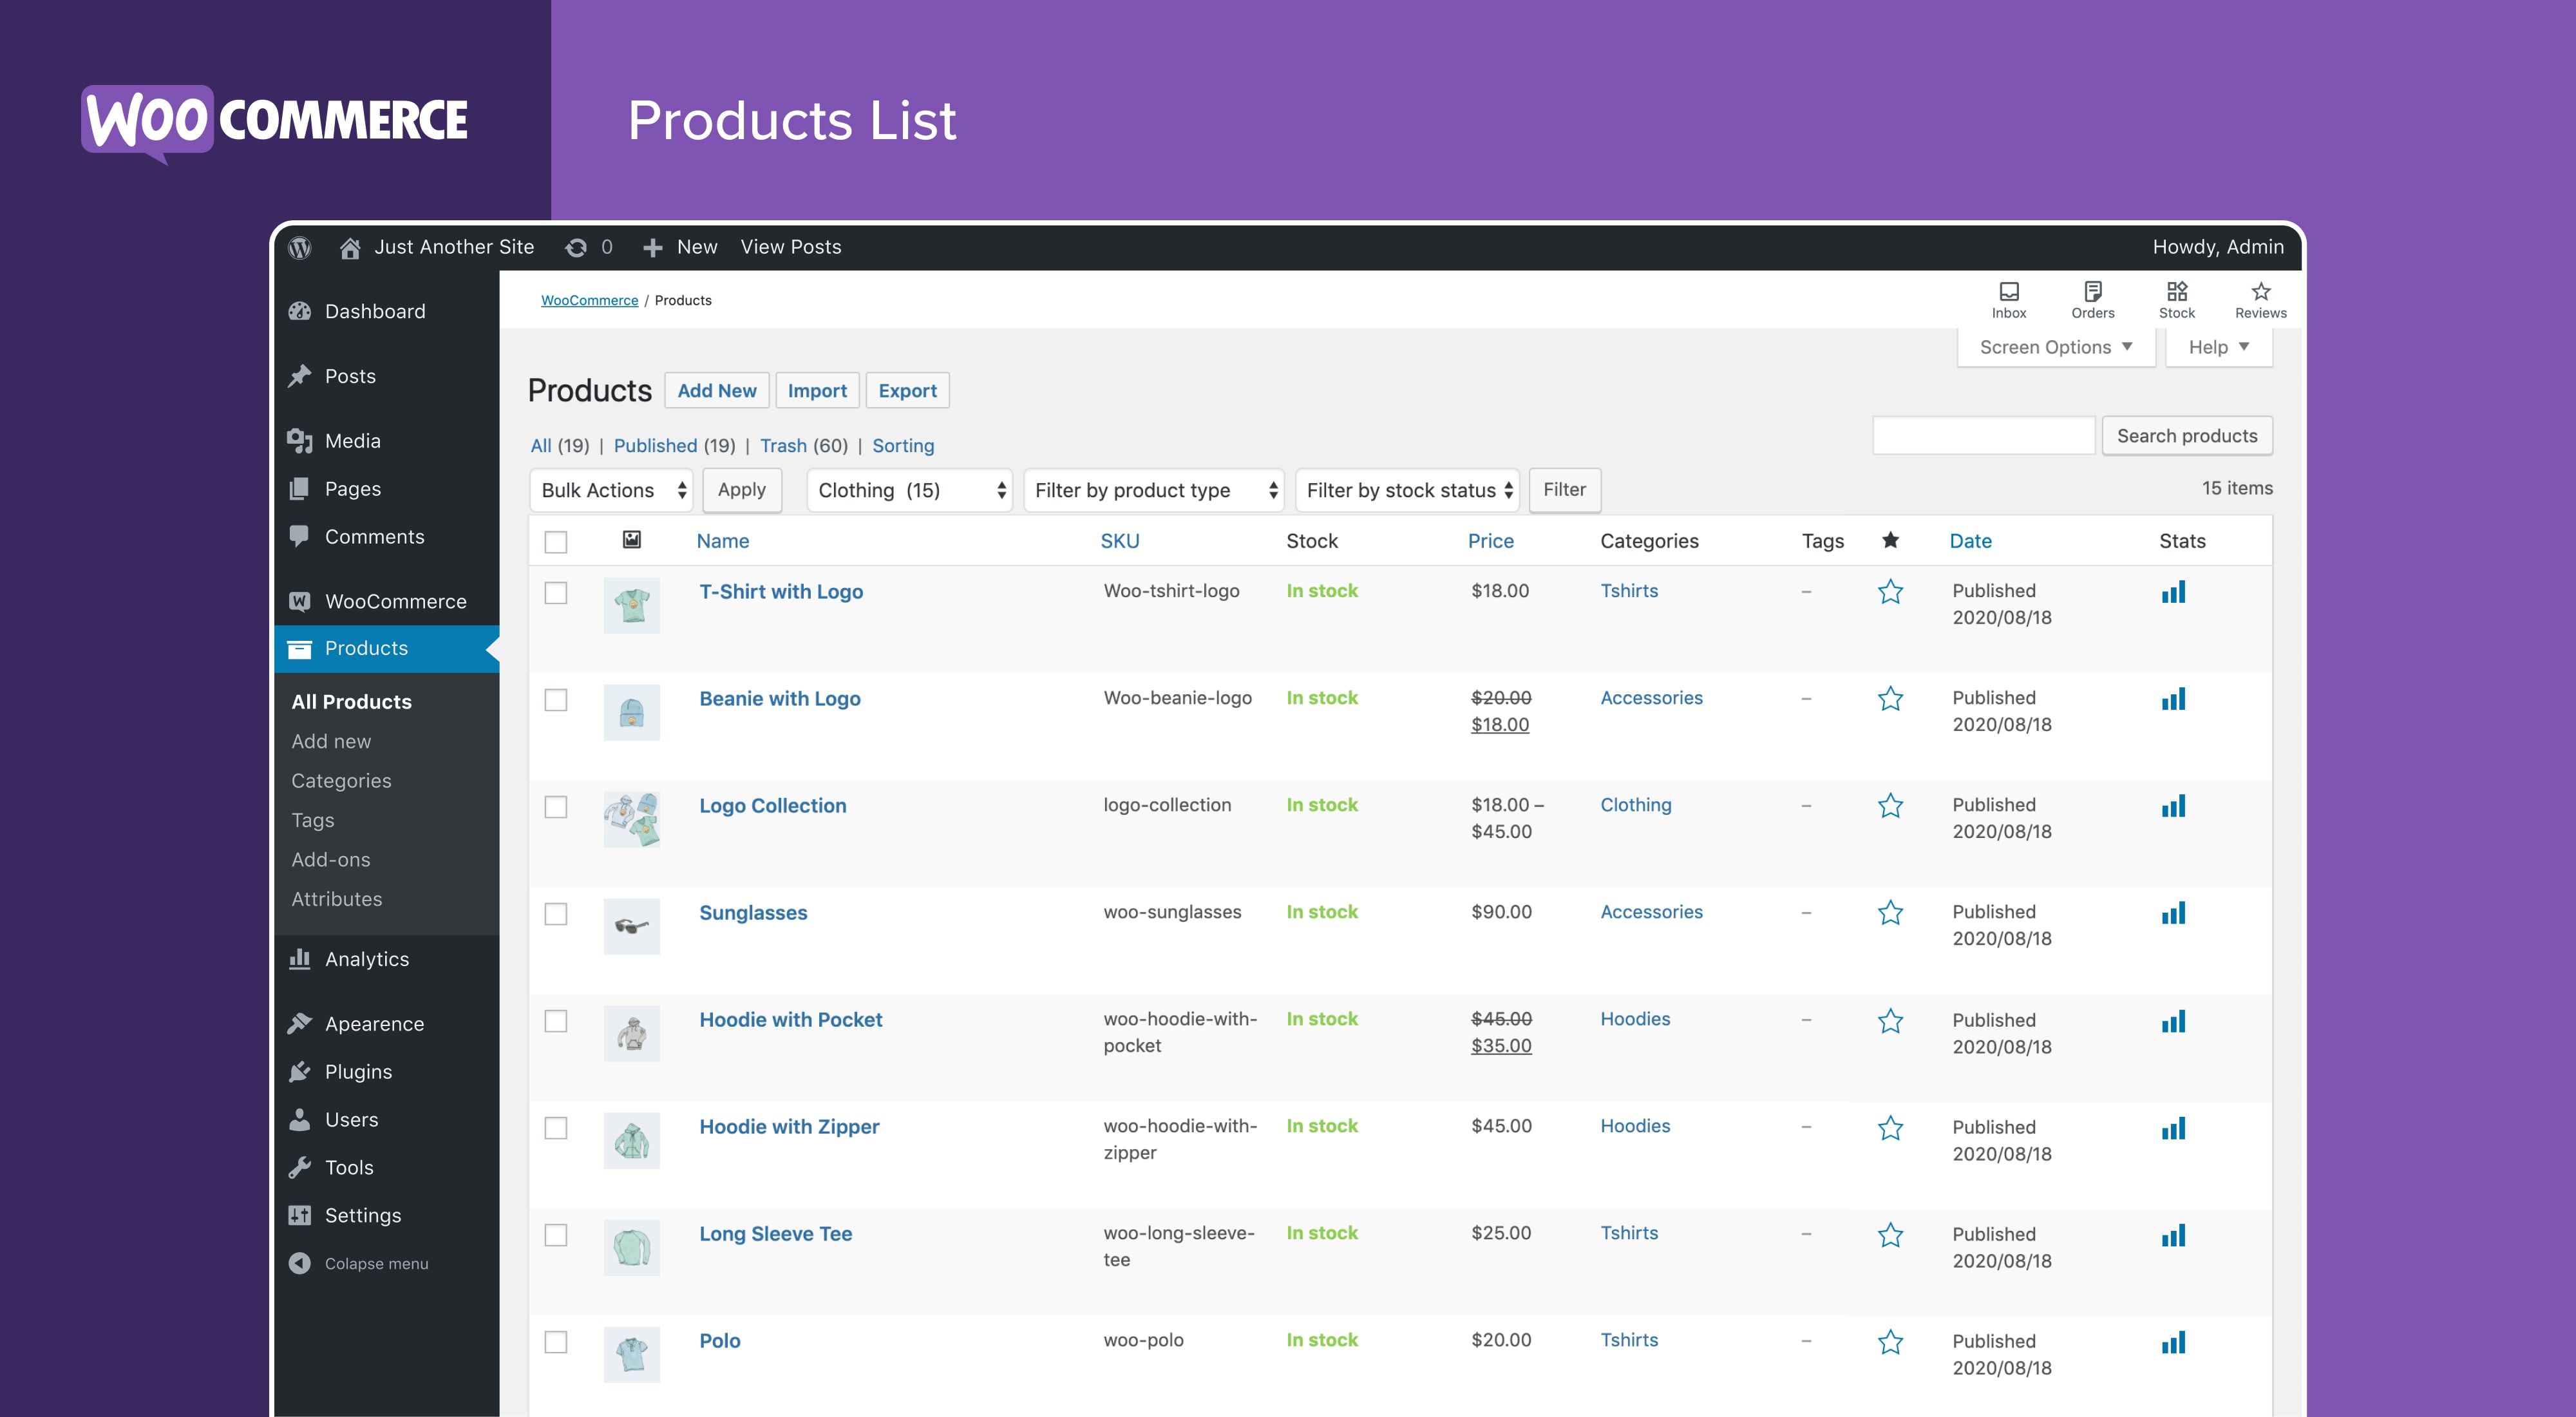 WOO COMMERCE
Products List
Just Another Site 0 New View Posts Howdy, Admin
Dashboard
Posts
Media
Pages
Comments
WooCommerce
Products
All Products
Add new
Categories
Tags
Add-ons
Attributes
Analytics
Apearence
Plugins
Users
Tools
Settings
Colapse menu
WooCommerce / Products
Inbox Orders Stock Reviews
Screen Options Help
Products Add New Import Export
All (19) | Published (19) | Trash (60) | Sorting
Search products
Bulk Actions Apply Clothing (15) Filter by product type Filter by stock status Filter
15 items
Name SKU Stock Price Categories Tags Date Stats
T-Shirt with Logo Woo-tshirt-logo In stock $18.00 Tshirts – Published
2020/08/18
Beanie with Logo Woo-beanie-logo In stock $20.00 Accessories – Published
$18.00 2020/08/18
Logo Collection logo-collection In stock $18.00 – Clothing – Published
$45.00 2020/08/18
Sunglasses woo-sunglasses In stock $90.00 Accessories – Published
2020/08/18
Hoodie with Pocket woo-hoodie-with- In stock $45.00 Hoodies – Published
pocket $35.00 2020/08/18
Hoodie with Zipper woo-hoodie-with- In stock $45.00 Hoodies – Published
zipper 2020/08/18
Long Sleeve Tee woo-long-sleeve- In stock $25.00 Tshirts – Published
tee 2020/08/18
Polo woo-polo In stock $20.00 Tshirts – Published
2020/08/18